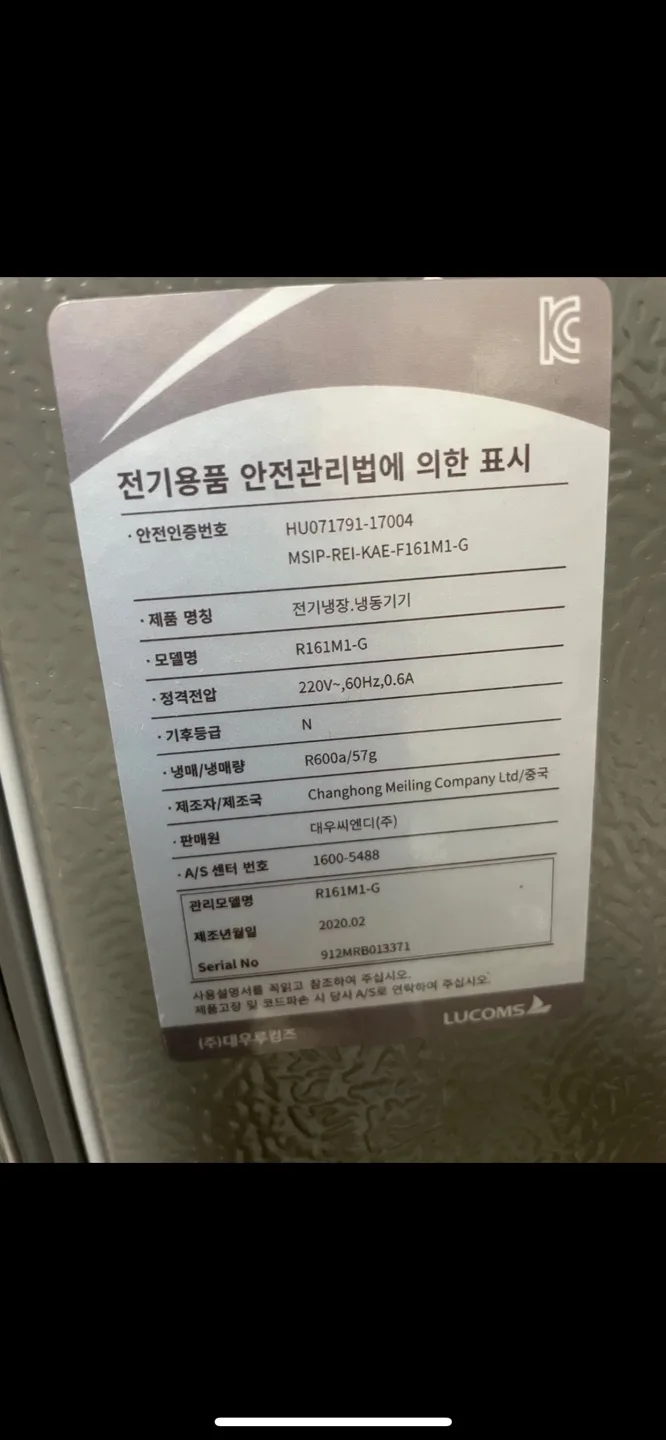 전기용품 안전관리법에 의한 표시
· 안전인증번호 HU071791-17004
MSIP-REI-KAE-F161M1-G
· 제품 명칭 전기냉장.냉동기기
· 모델명 R161M1-G
· 정격전압 220V~,60Hz,0.6A
· 기후등급 N
· 냉매/냉매량 R600a/57g
· 제조자/제조국 Changhong Meiling Company Ltd/중국
· 판매원 대우씨엔디(주)
· A/S 센터 번호 1600-5488
관리모델명 R161M1-G
제조년월일 2020.02
Serial No 912MRB013371
사용설명서를 꼭읽고 참조하여 주십시오.
제품고장 및 코드파손 시 당사 A/S로 연락하여 주십시오.
(주)대우루컴즈 LUCOMS